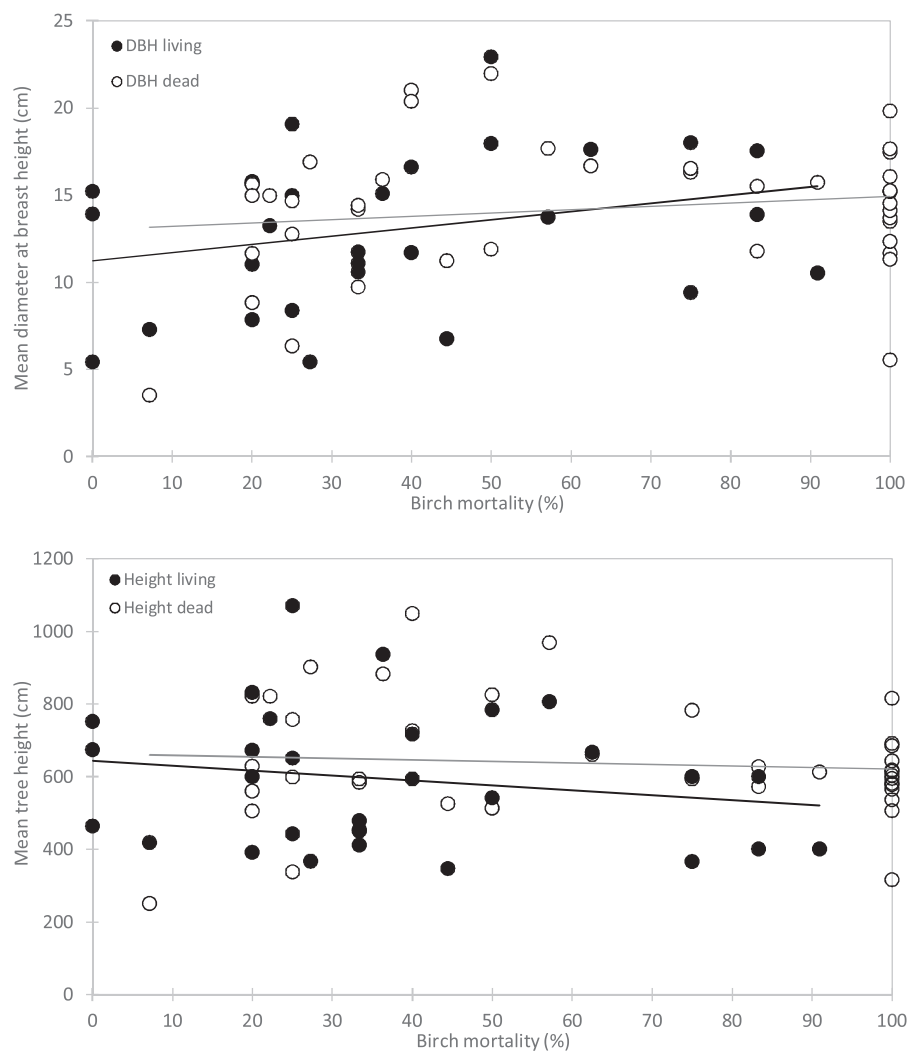 25
20
15
10
5
0
Mean diameter at breast height (cm)
DBH living
DBH dead
0 10 20 30 40 50 60 70 80 90 100
Birch mortality (%)
1200
1000
800
600
400
200
0
Mean tree height (cm)
Height living
Height dead
0 10 20 30 40 50 60 70 80 90 100
Birch mortality (%)